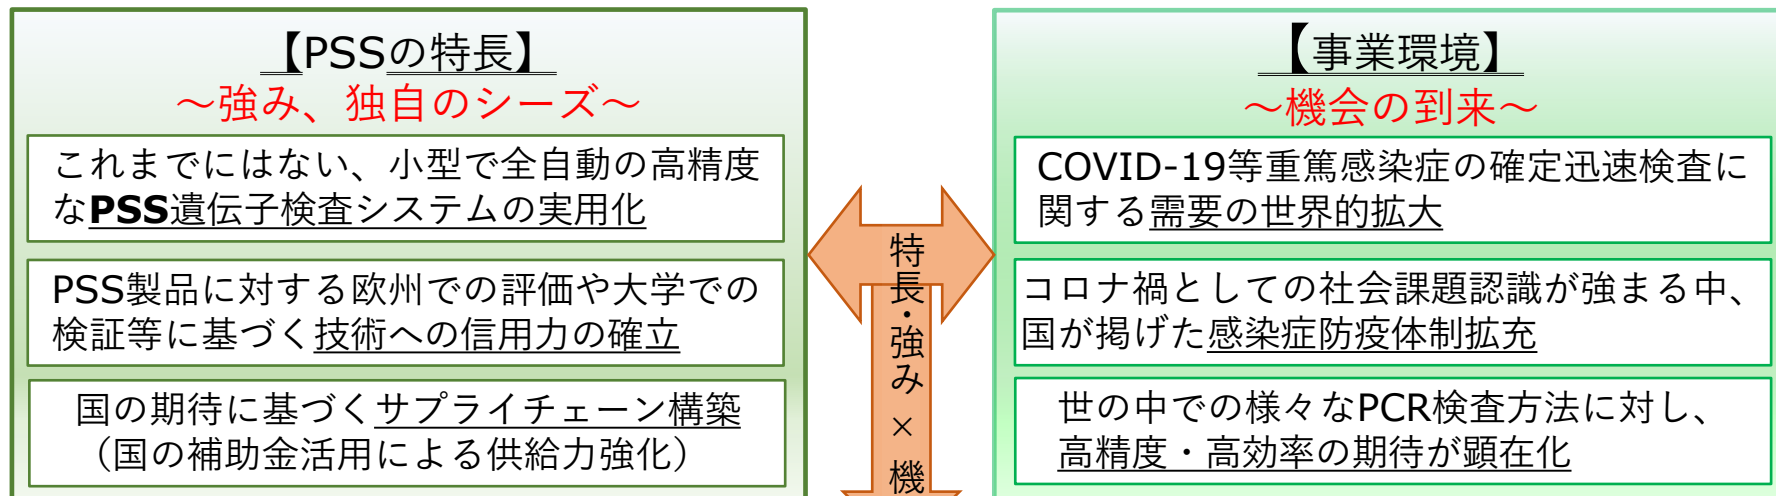 【PSSの特長】
～強み、独自のシーズ～
これまでにはない、小型で全自動の高精度
なPSS遺伝子検査システムの実用化
PSS製品に対する欧州での評価や大学での
検証等に基づく技術への信用力の確立
国の期待に基づくサプライチェーン構築
（国の補助金活用による供給力強化）
特長・強み×機
【事業環境】
～機会の到来～
COVID-19等重篤感染症の確定迅速検査に
関する需要の世界的拡大
コロナ禍としての社会課題認識が強まる中、
国が掲げた感染症防疫体制拡充
世の中での様々なPCR検査方法に対し、
高精度・高効率の期待が顕在化